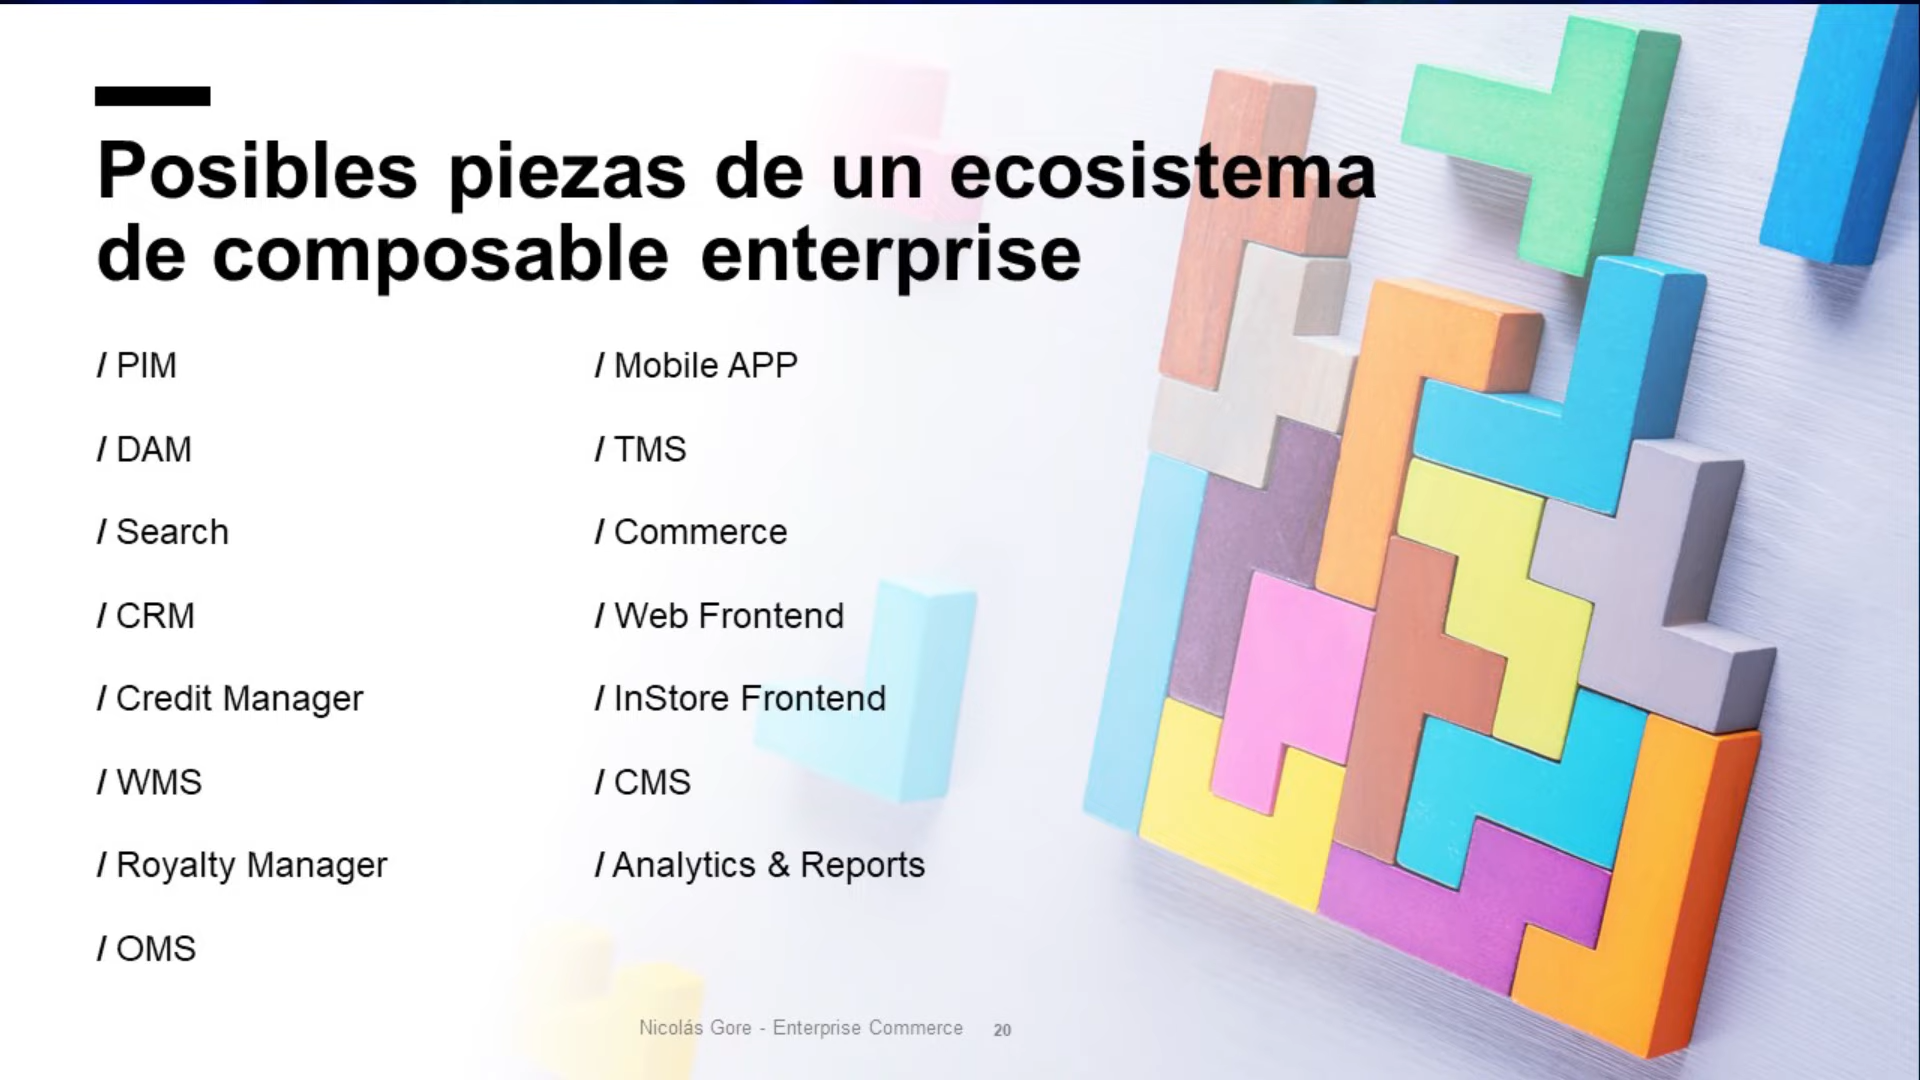 Posibles piezas de un ecosistema
de composable enterprise
/ PIM
/ DAM
/ Search
/ CRM
/ Credit Manager
/ WMS
/ Royalty Manager
/ OMS
/ Mobile APP
/ TMS
/ Commerce
/ Web Frontend
/ InStore Frontend
/ CMS
/ Analytics & Reports
Nicolás Gore - Enterprise Commerce 20